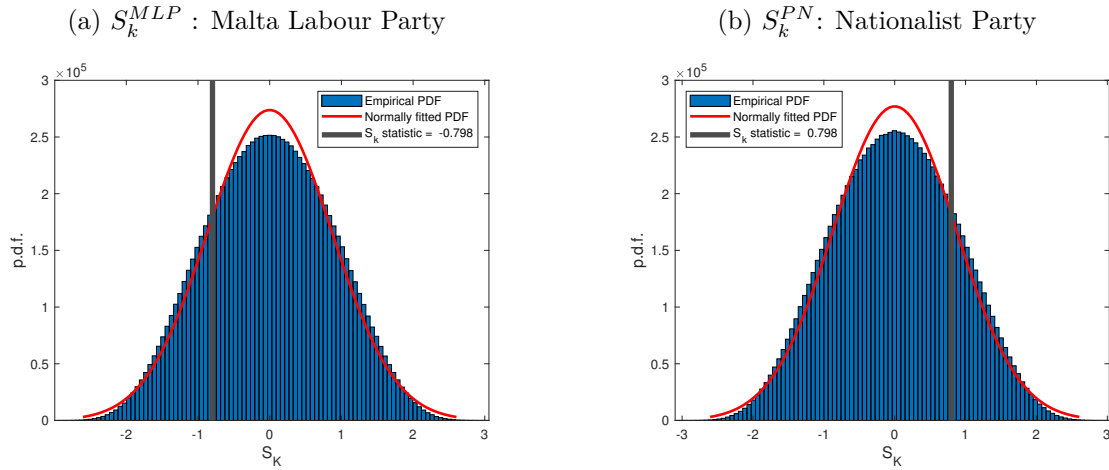 (a) S_k^{MLP} : Malta Labour Party
×10^5
3
2.5
2
1.5
1
0.5
0
p.d.f.
Empirical PDF
Normally fitted PDF
S_k statistic = -0.798
-2 -1 0 1 2 3
S_K
(b) S_k^{PN}: Nationalist Party
×10^5
3
2.5
2
1.5
1
0.5
0
p.d.f.
Empirical PDF
Normally fitted PDF
S_k statistic = 0.798
-3 -2 -1 0 1 2 3
S_K